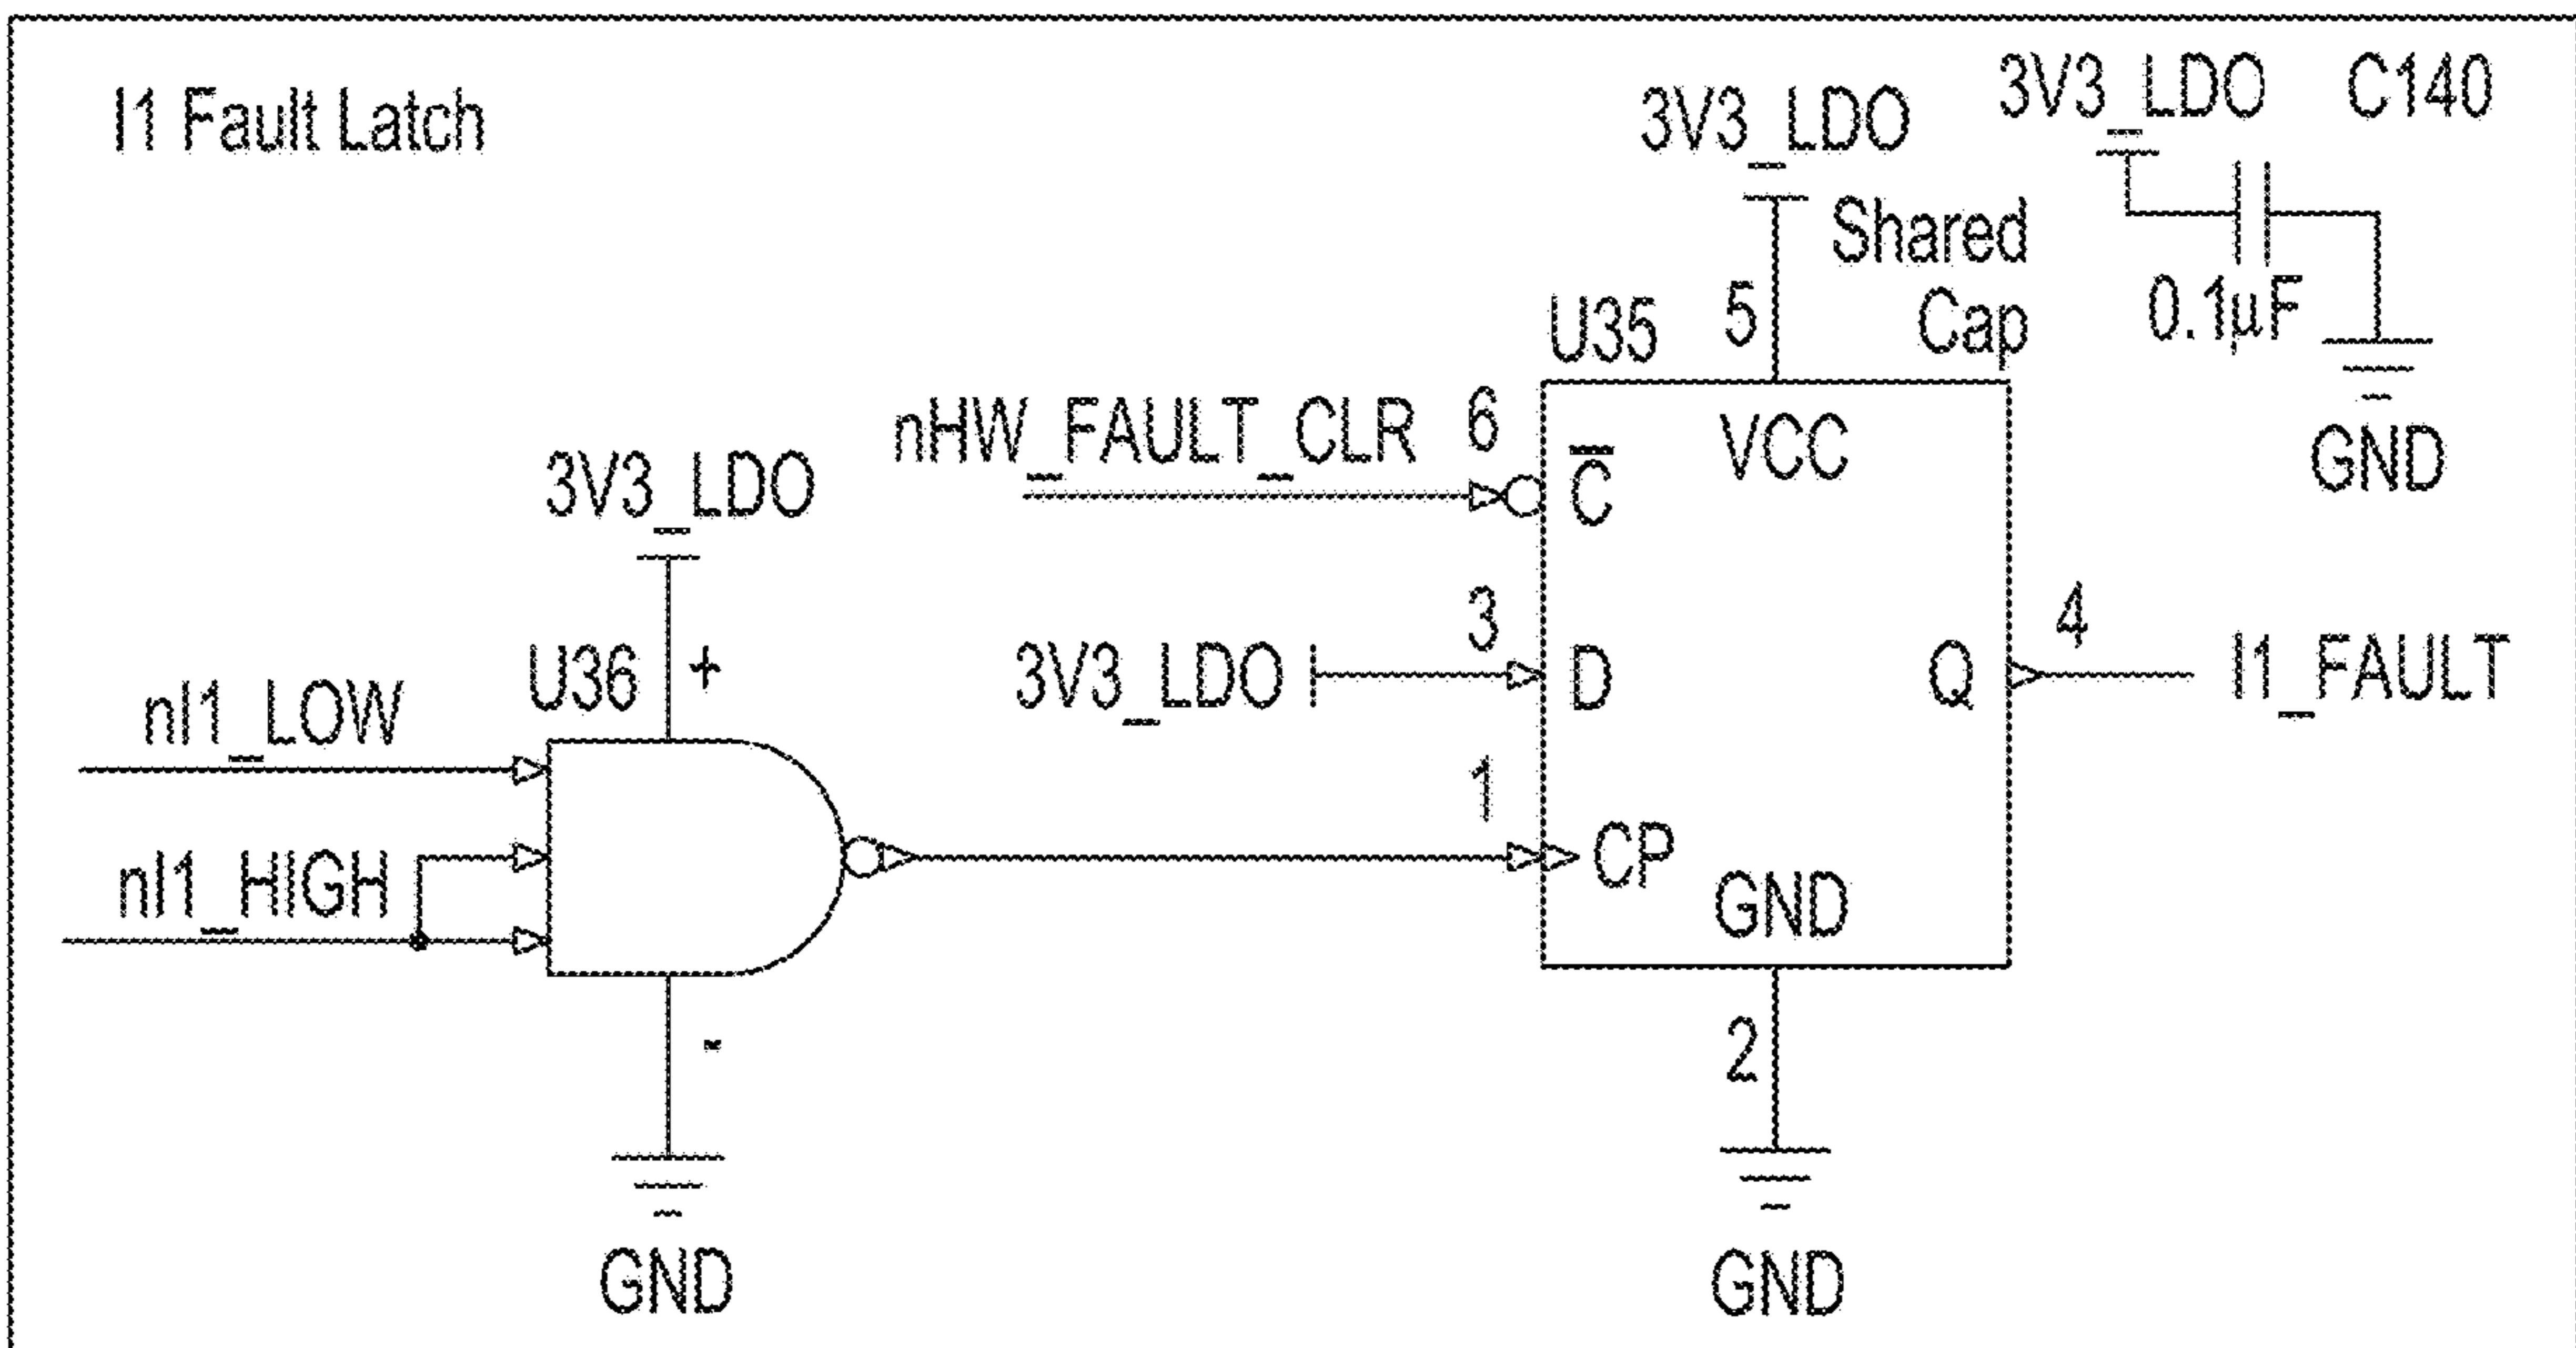 I1 Fault Latch
3V3_LDO
3V3_LDO C140
Shared
Cap
0.1µF
GND
U35
5
nHW_FAULT_CLR
6
C̅
VCC
3V3_LDO
U36
+
nI1_LOW
nI1_HIGH
-
GND
3V3_LDO
3
D
Q
4
I1_FAULT
1
CP
GND
2
GND